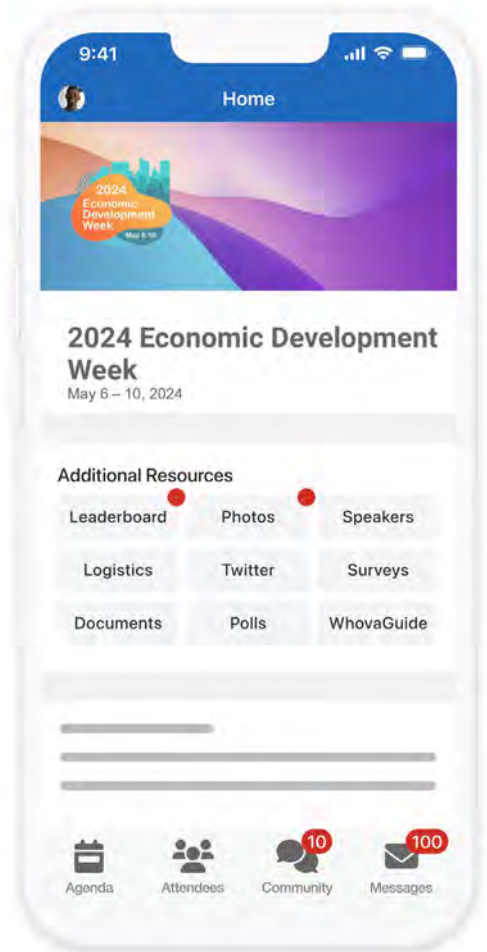 9:41
Home
2024
Economic
Development
Week
May 6-10
2024 Economic Development
Week
May 6 – 10, 2024
Additional Resources
Leaderboard Photos Speakers
Logistics Twitter Surveys
Documents Polls WhovaGuide
10 100
Agenda Attendees Community Messages